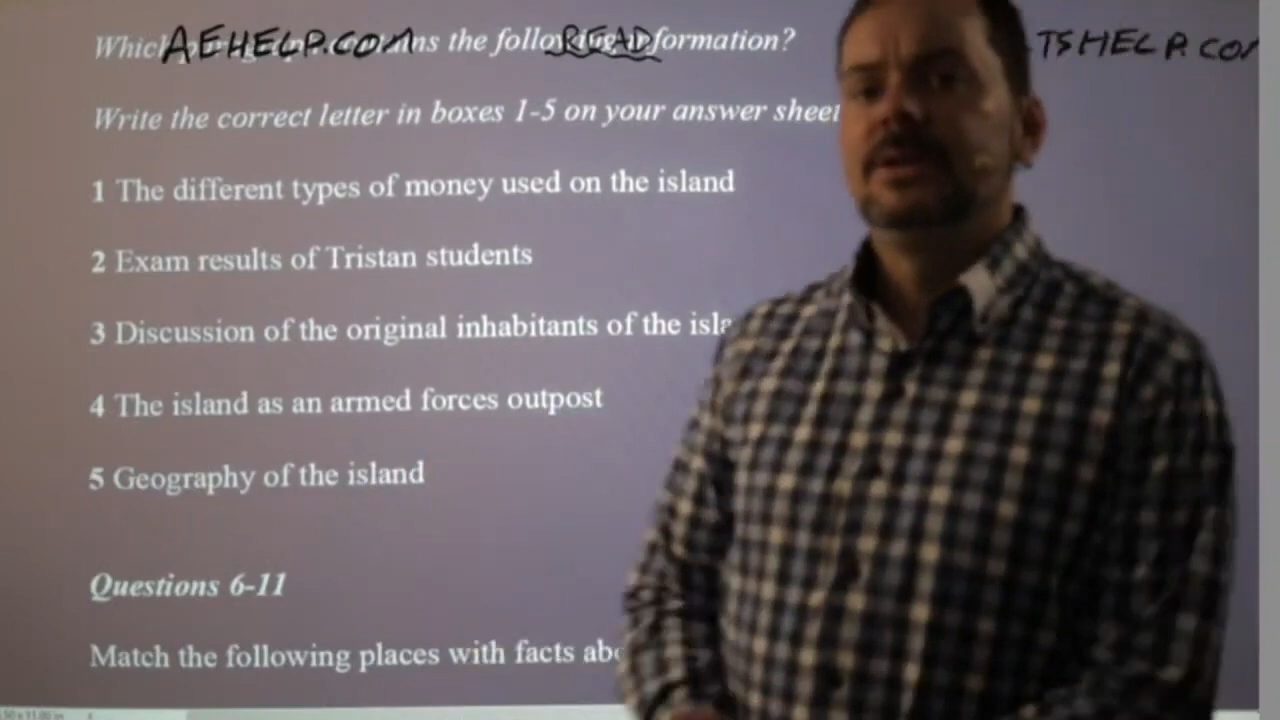 AEHELP.COM READ TSHELP.CO
Which the following information?
Write the correct letter in boxes 1-5 on your answer sheet
1 The different types of money used on the island
2 Exam results of Tristan students
3 Discussion of the original inhabitants of the isla
4 The island as an armed forces outpost
5 Geography of the island
Questions 6-11
Match the following places with facts abo